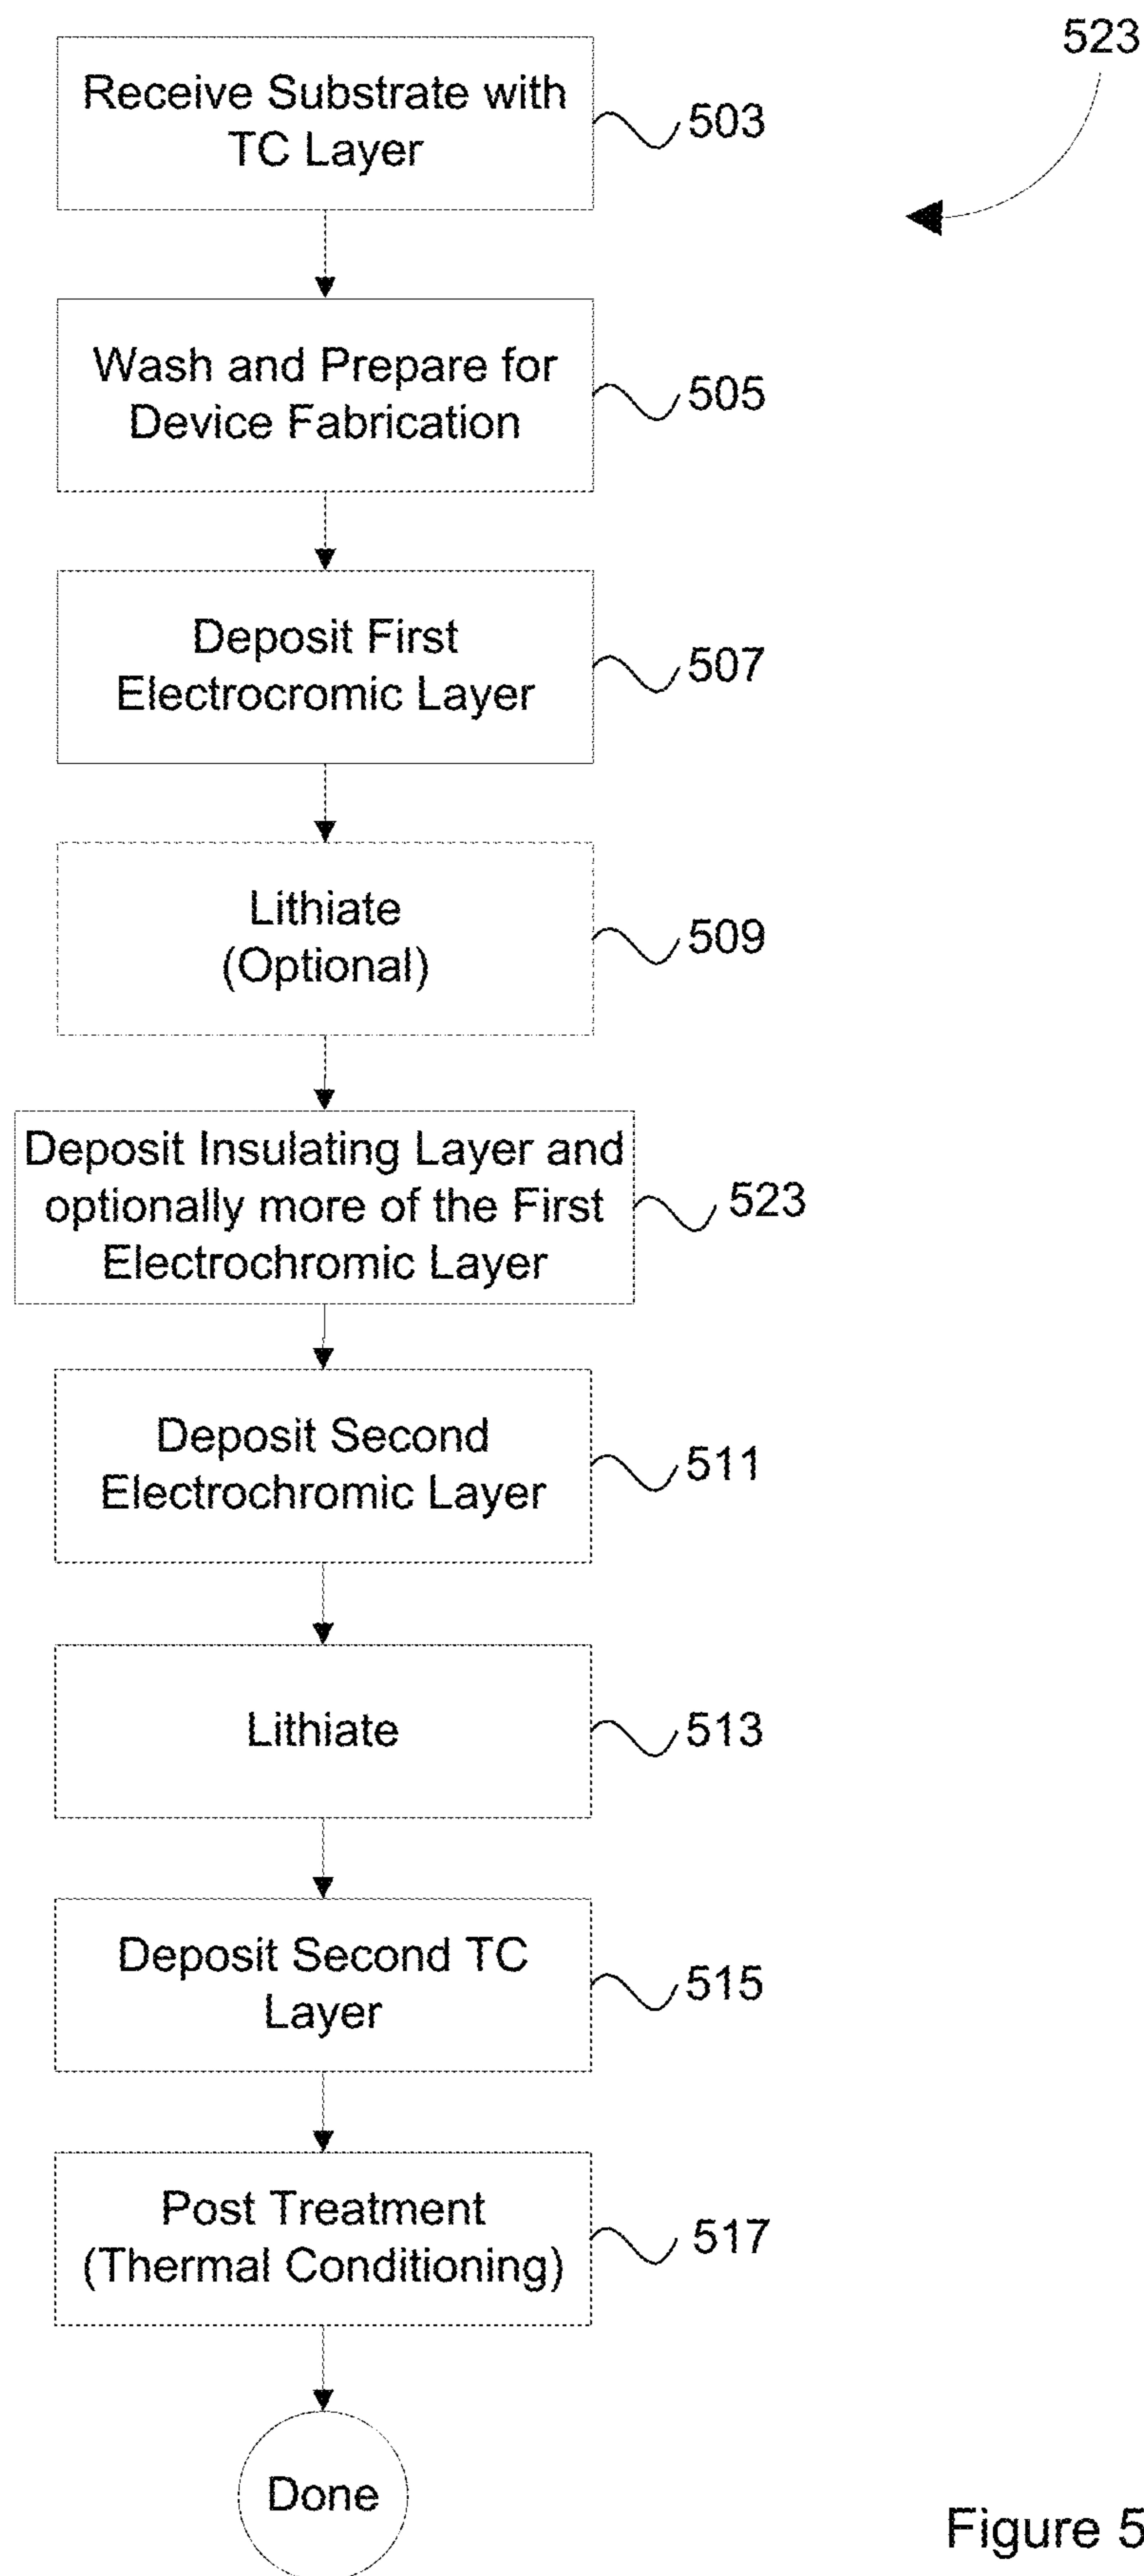 523
Receive Substrate with
TC Layer
503
Wash and Prepare for
Device Fabrication
505
Deposit First
Electrocromic Layer
507
Lithiate
(Optional)
509
Deposit Insulating Layer and
optionally more of the First
Electrochromic Layer
523
Deposit Second
Electrochromic Layer
511
Lithiate
513
Deposit Second TC
Layer
515
Post Treatment
(Thermal Conditioning)
517
Done
Figure 5